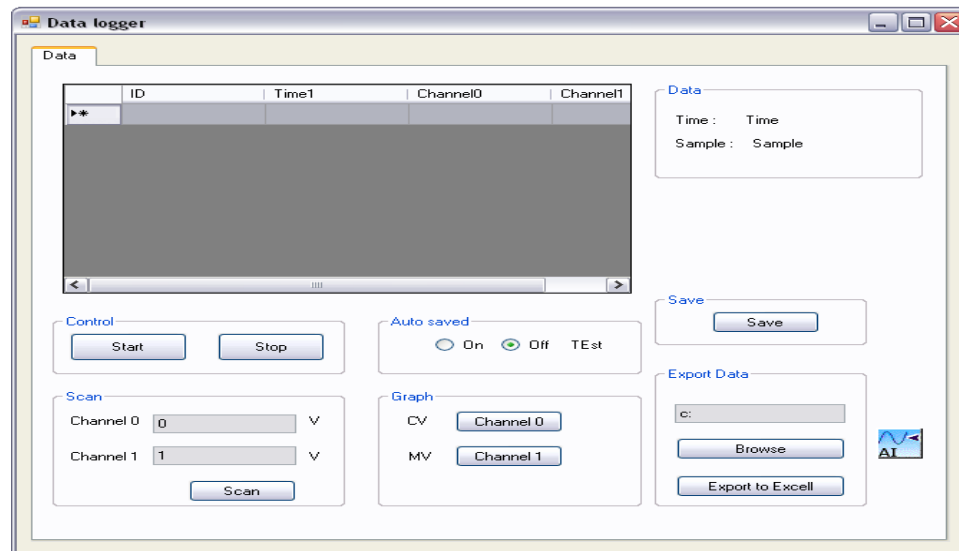 Data logger
Data
ID Time1 Channel0 Channel1
Data
Time : Time
Sample : Sample
Control
Start Stop
Auto saved
On Off TEst
Save
Save
Scan
Channel 0 0 V
Channel 1 1 V
Scan
Graph
CV Channel 0
MV Channel 1
Export Data
c:
Browse
Export to Excell
AI